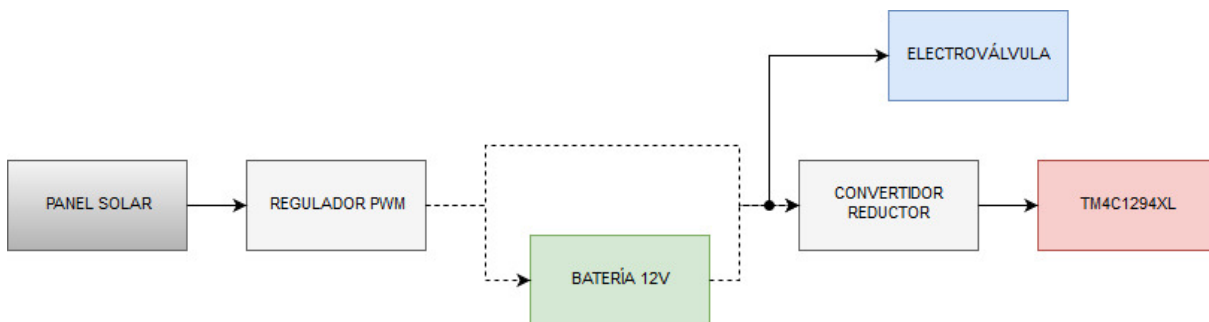 ELECTROVÁLVULA
PANEL SOLAR
REGULADOR PWM
CONVERTIDOR
REDUCTOR
TM4C1294XL
BATERÍA 12V